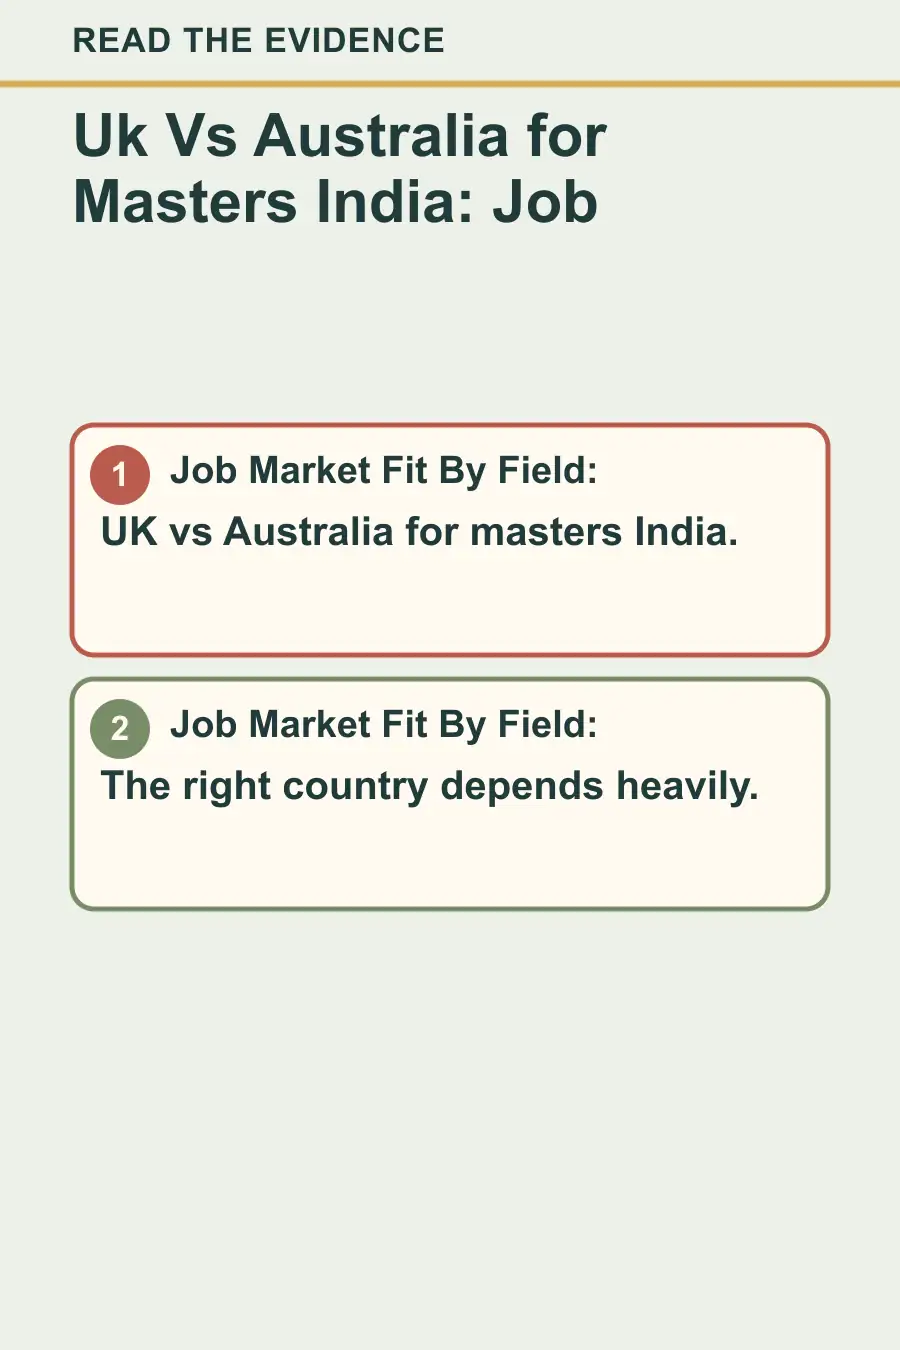 READ THE EVIDENCE
Uk Vs Australia for
Masters India: Job
1 Job Market Fit By Field:
UK vs Australia for masters India.
2 Job Market Fit By Field:
The right country depends heavily.